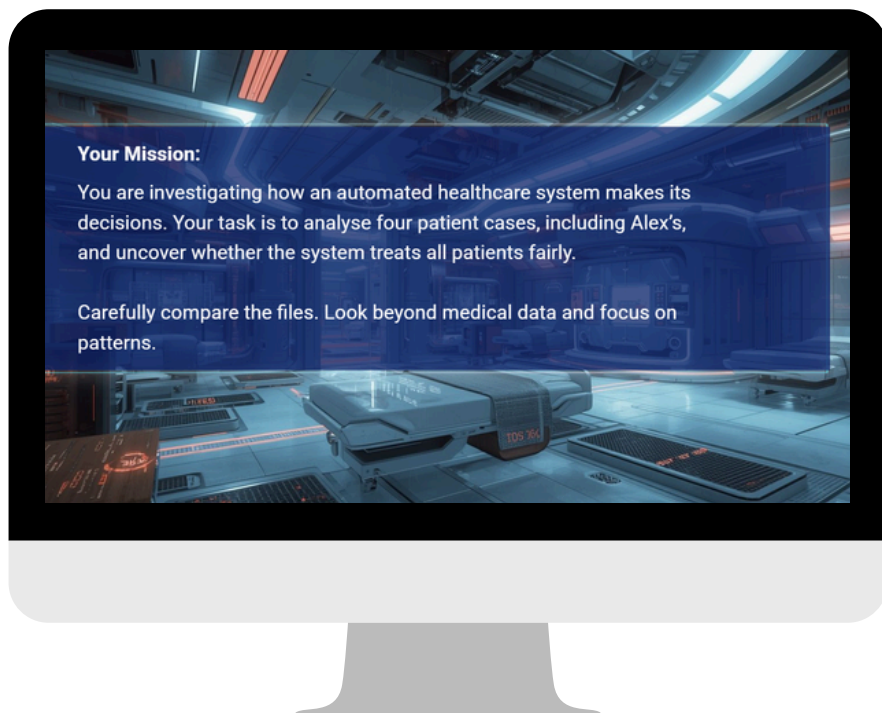 Your Mission:
You are investigating how an automated healthcare system makes its
decisions. Your task is to analyse four patient cases, including Alex's,
and uncover whether the system treats all patients fairly.
Carefully compare the files. Look beyond medical data and focus on
patterns.